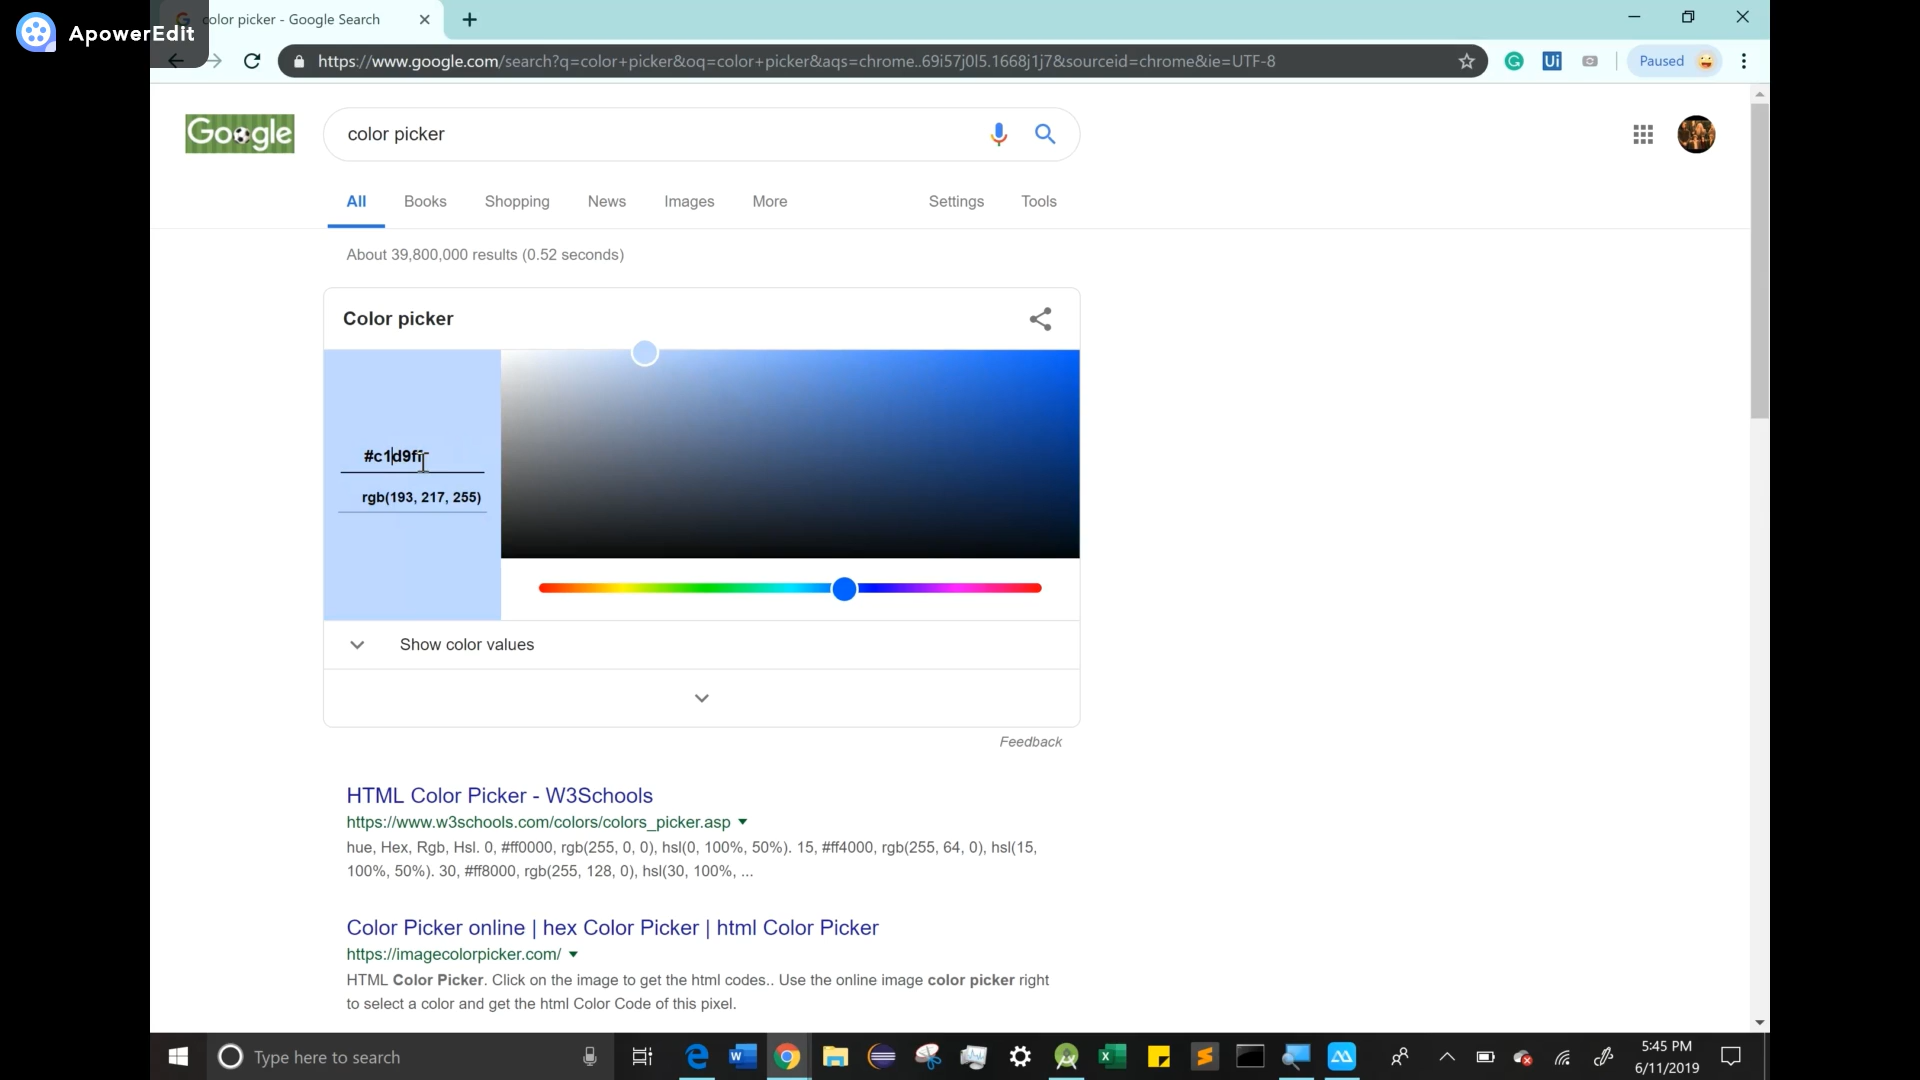 ApowerEdit
color picker - Google Search
https://www.google.com/search?q=color+picker&oq=color+picker&aqs=chrome..69i57j0l5.1668j1j7&sourceid=chrome&ie=UTF-8
Ui
Paused
Google
color picker
All Books Shopping News Images More Settings Tools
About 39,800,000 results (0.52 seconds)
Color picker
#c1d9ff
rgb(193, 217, 255)
Show color values
Feedback
HTML Color Picker - W3Schools
https://www.w3schools.com/colors/colors_picker.asp
hue, Hex, Rgb, Hsl. 0, #ff0000, rgb(255, 0, 0), hsl(0, 100%, 50%). 15, #ff4000, rgb(255, 64, 0), hsl(15,
100%, 50%). 30, #ff8000, rgb(255, 128, 0), hsl(30, 100%, ...
Color Picker online | hex Color Picker | html Color Picker
https://imagecolorpicker.com/
HTML Color Picker. Click on the image to get the html codes.. Use the online image color picker right
to select a color and get the html Color Code of this pixel.
Type here to search
5:45 PM
6/11/2019